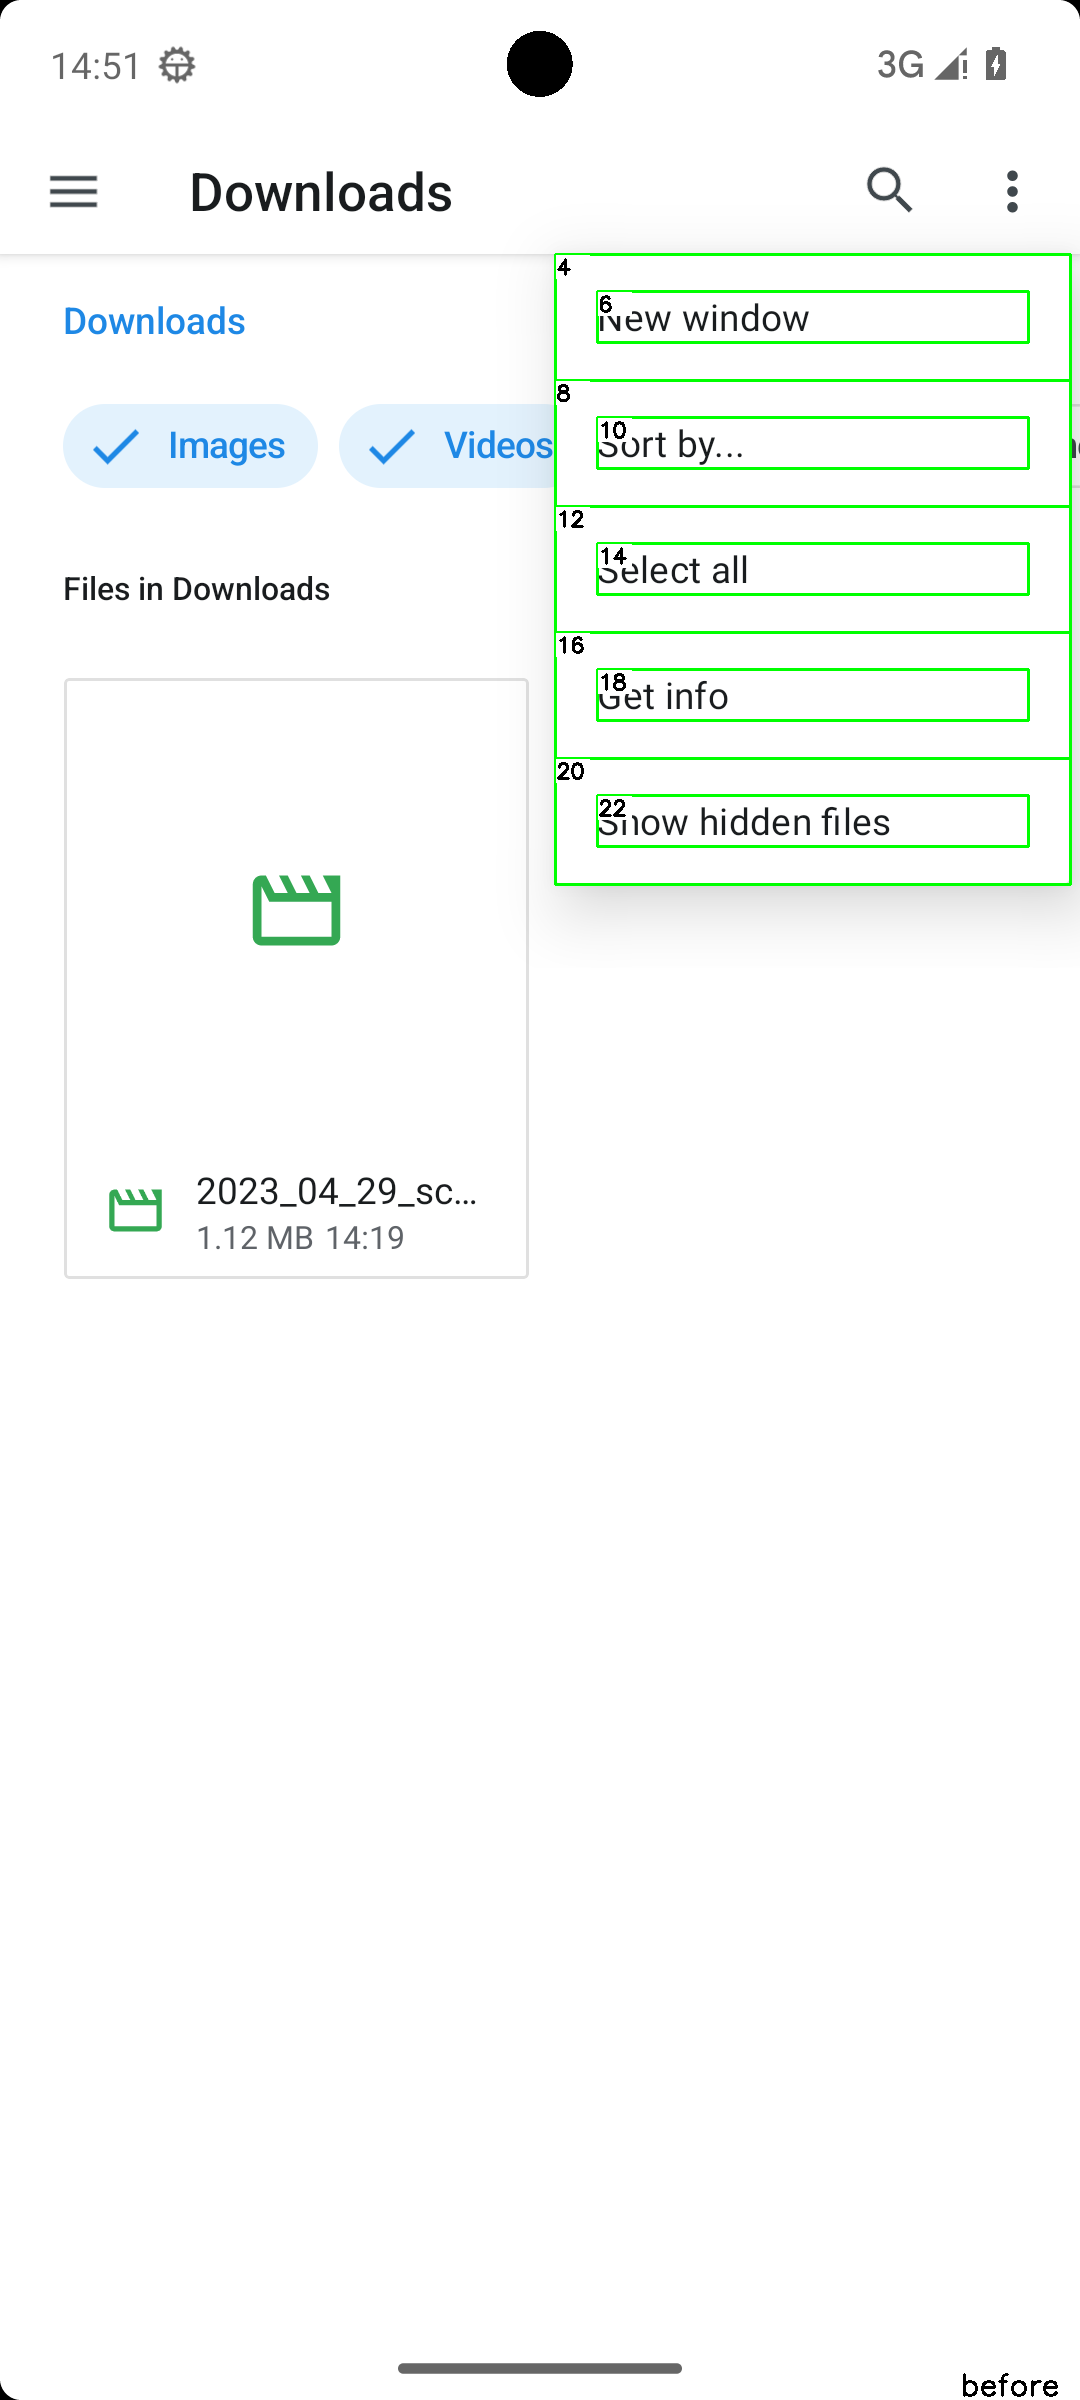 14:51
3G
Downloads
Downloads
Images
Videos
Files in Downloads
4
6
New window
8
10
Sort by...
12
14
Select all
16
18
Get info
20
22
Show hidden files
2023_04_29_sc...
1.12 MB 14:19
before